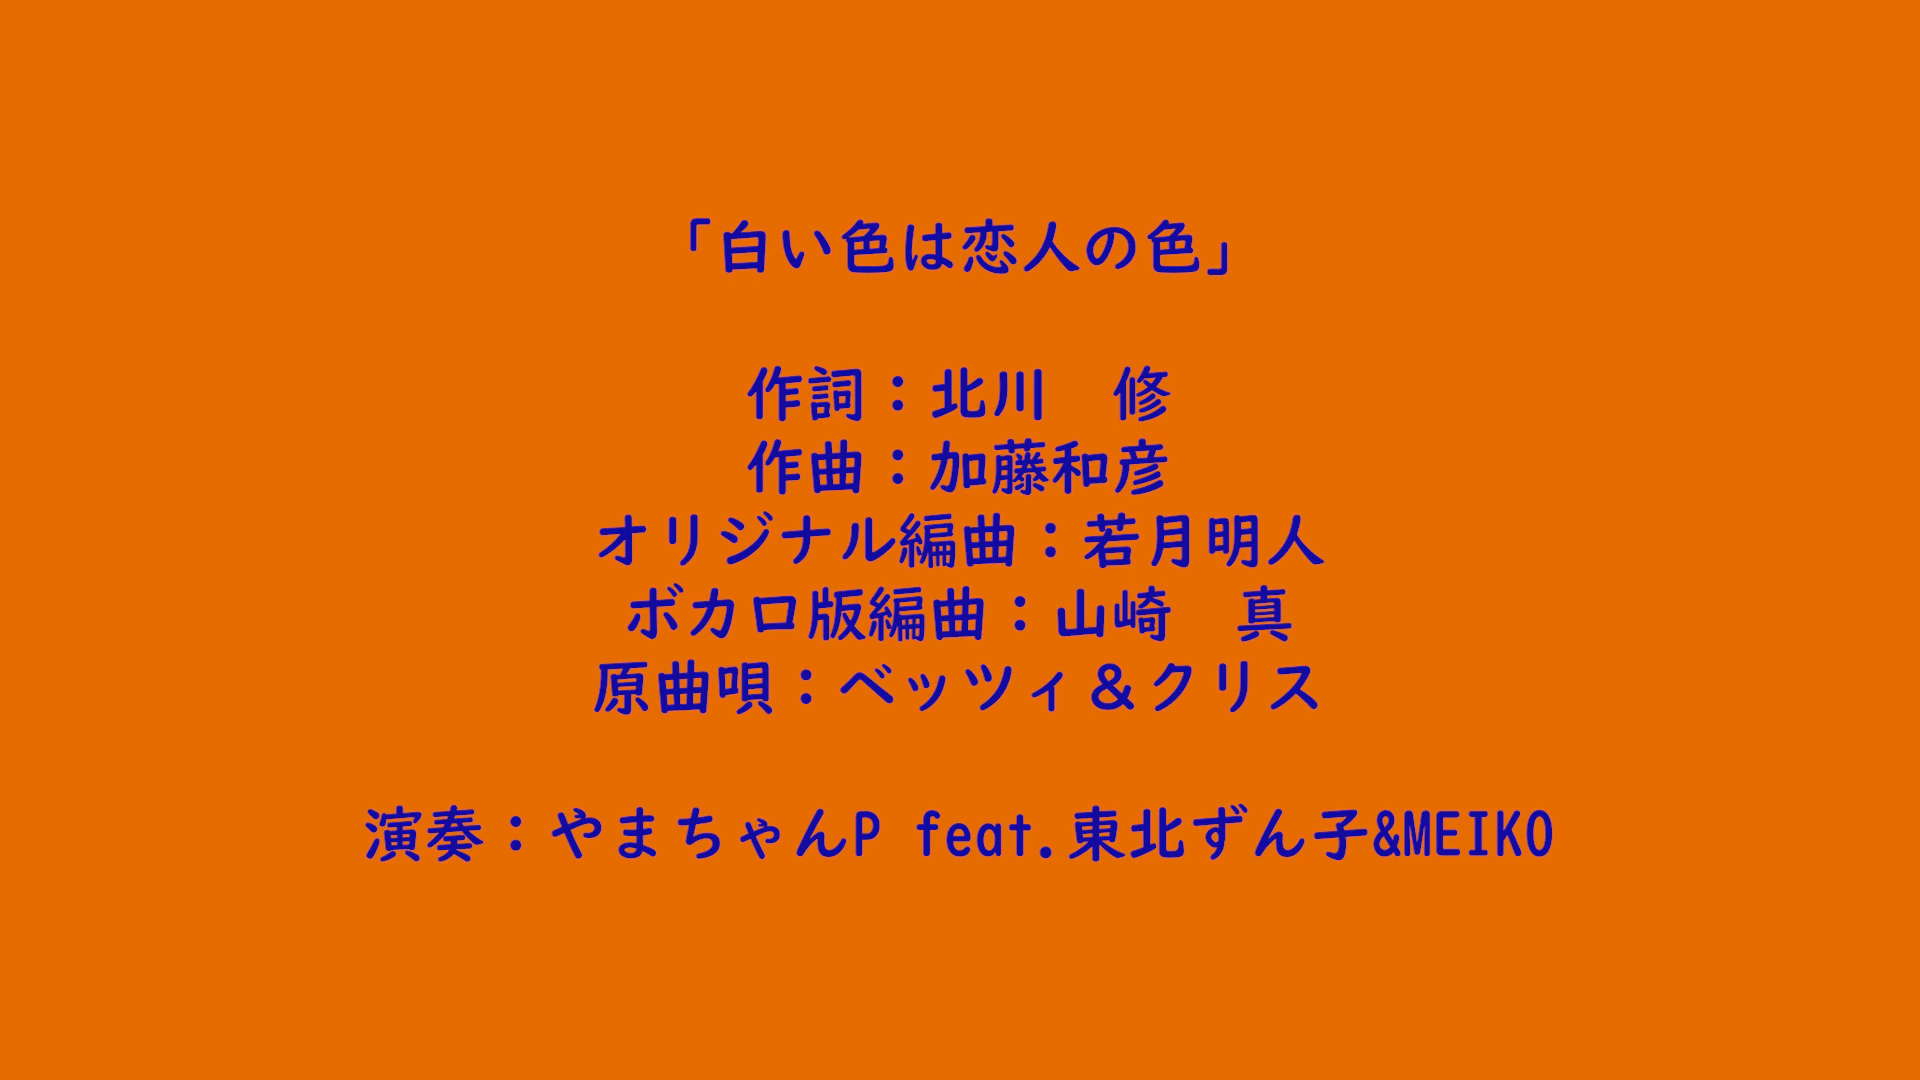 「白い色は恋人の色」
作詞：北川　修
作曲：加藤和彦
オリジナル編曲：若月明人
ボカロ版編曲：山崎　真
原曲唄：ベッツィ＆クリス
演奏：やまちゃんP feat.東北ずん子&MEIKO